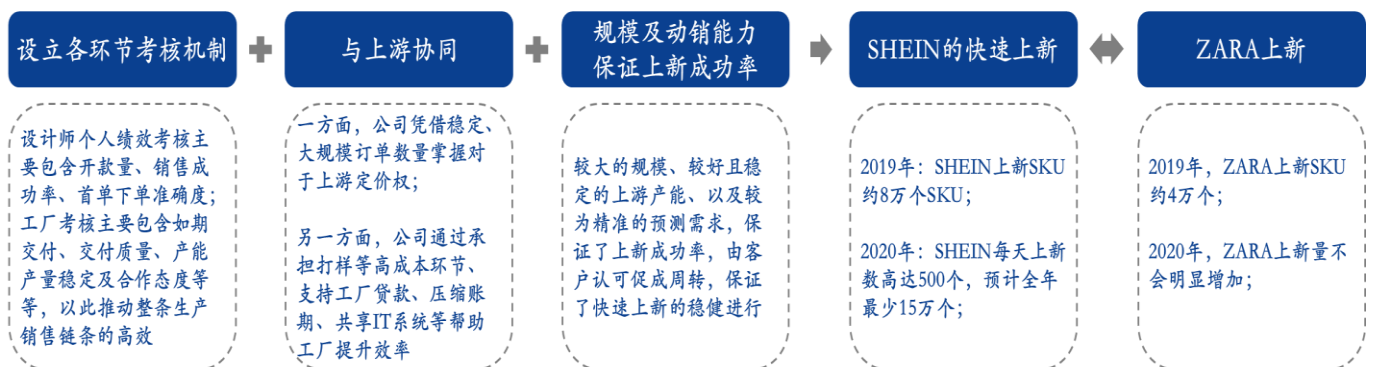 设立各环节考核机制
与上游协同
规模及动销能力
保证上新成功率
SHEIN的快速上新
ZARA上新
设计师个人绩效考核主
要包含开款量、销售成
功率、首单下单准确度；
工厂考核主要包含如期
交付、交付质量、产能
产量稳定及合作态度等
等，以此推动整条生产
销售链条的高效
一方面，公司凭借稳定、
大规模订单数量掌握对
于上游定价权；
另一方面，公司通过承
担打样等高成本环节、
支持工厂贷款、压缩账
期、共享IT系统等帮助
工厂提升效率
较大的规模、较好且稳
定的上游产能、以及较
为精准的预测需求，保
证了上新成功率，由客
户认可促成周转，保证
了快速上新的稳健进行
2019年：SHEIN上新SKU
约8万个SKU；
2020年：SHEIN每天上新
数高达500个，预计全年
最少15万个；
2019年，ZARA上新SKU
约4万个；
2020年，ZARA上新量不
会明显增加；